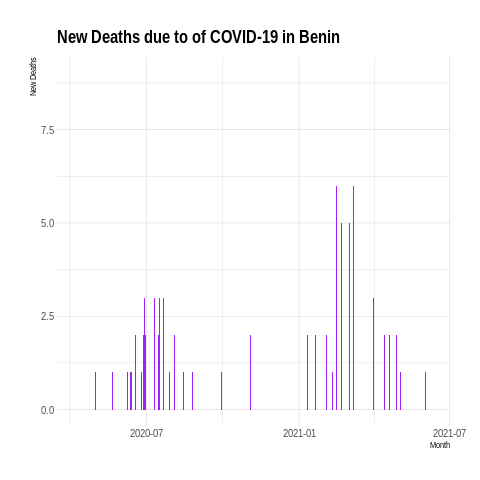 New Deaths due to of COVID-19 in Benin
New Deaths
7.5
5.0
2.5
0.0
2020-07
2021-01
2021-07
Month